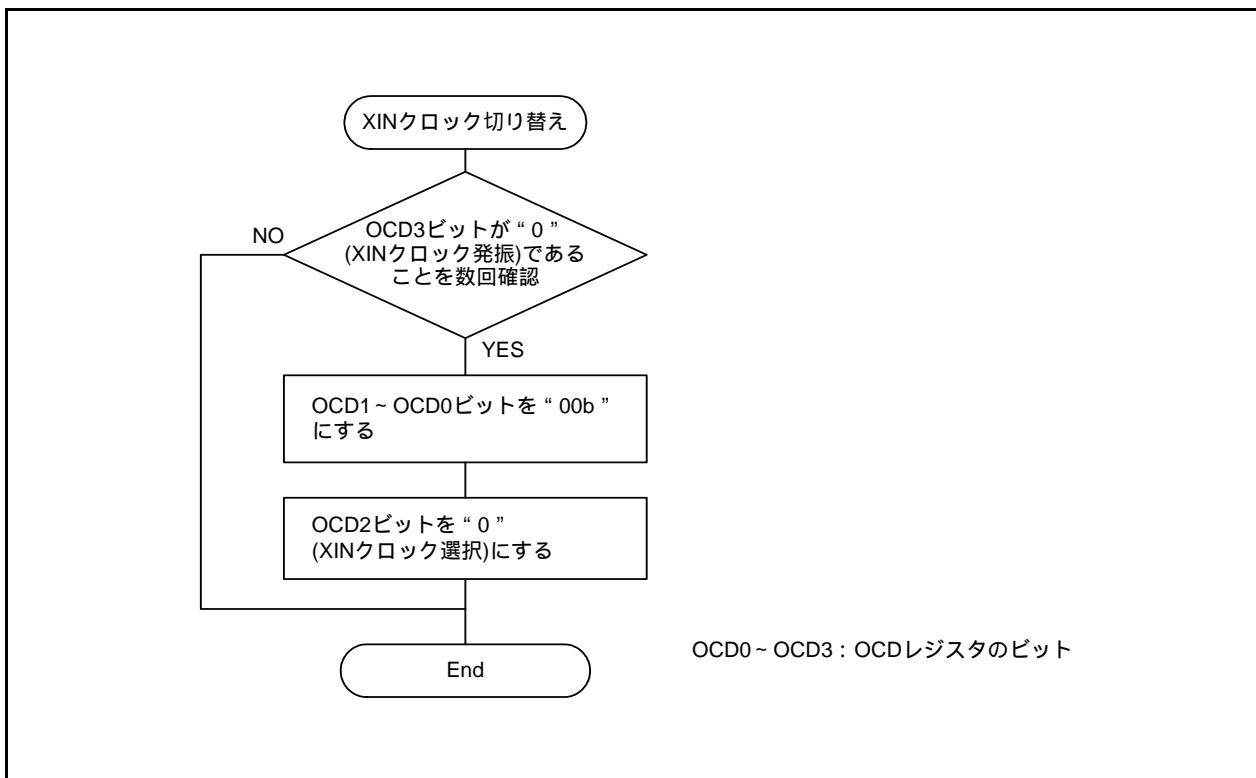 XINクロック切り替え
OCD3ビットが“0”
(XINクロック発振)である
ことを数回確認
NO
YES
OCD1~OCD0ビットを“00b”
にする
OCD2ビットを“0”
(XINクロック選択)にする
End
OCD0~OCD3:OCDレジスタのビット